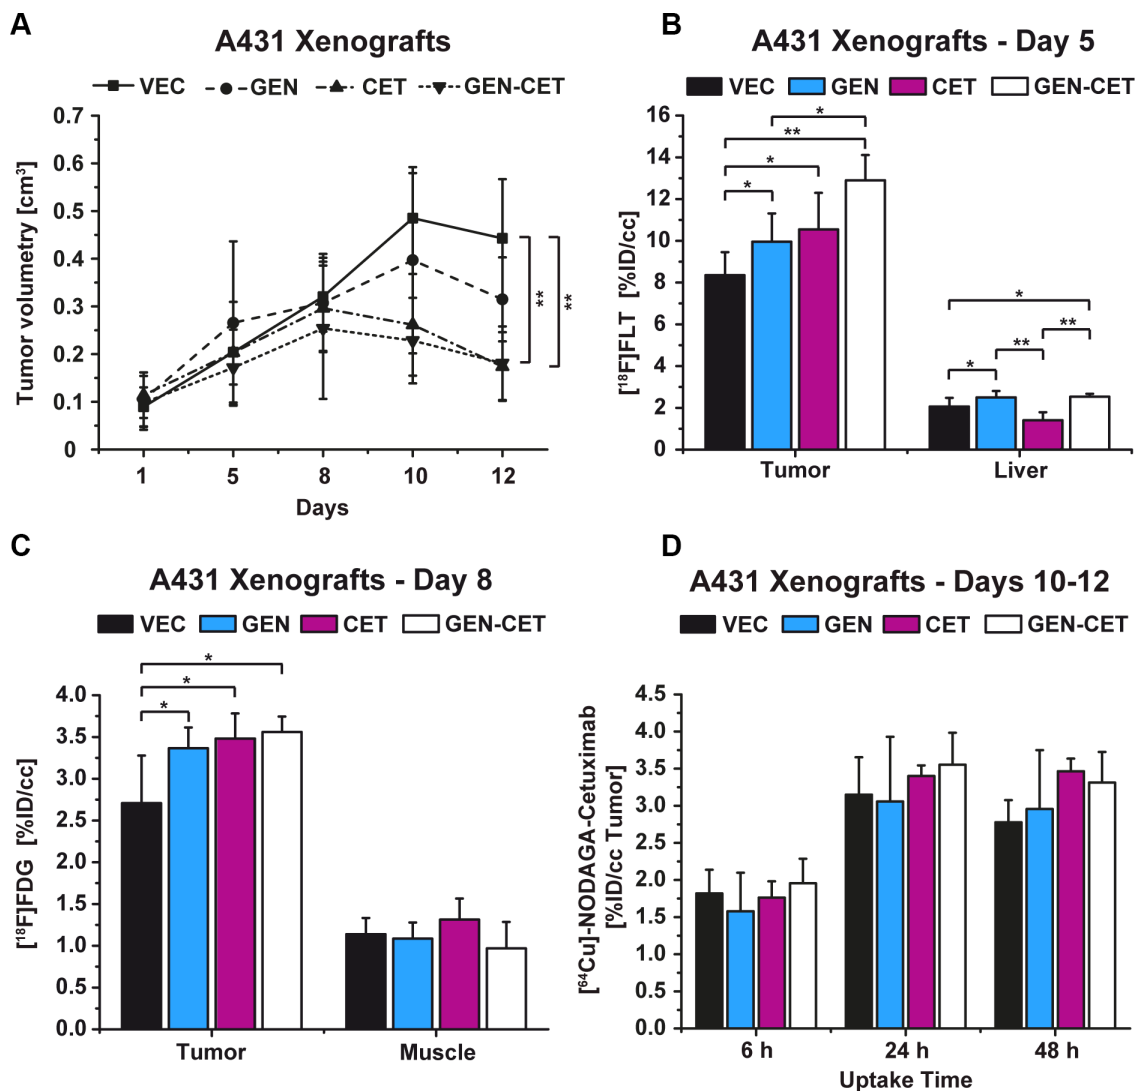 A
A431 Xenografts
VEC GEN CET GEN-CET
Tumor volumetry [cm³]
0.7
0.6
0.5
0.4
0.3
0.2
0.1
0
1 5 8 10 12
Days
** **
B
A431 Xenografts - Day 5
VEC GEN CET GEN-CET
[¹⁸F]FLT [%ID/cc]
16
14
12
10
8
6
4
2
0
*
**
*
*
*
**
**
*
Tumor Liver
C
A431 Xenografts - Day 8
VEC GEN CET GEN-CET
[¹⁸F]FDG [%ID/cc]
4.0
3.5
3.0
2.5
2.0
1.5
1.0
0.5
0.0
*
*
*
Tumor Muscle
D
A431 Xenografts - Days 10-12
VEC GEN CET GEN-CET
[⁶⁴Cu]-NODAGA-Cetuximab
[%ID/cc Tumor]
4.5
4.0
3.5
3.0
2.5
2.0
1.5
1.0
0.5
0.0
6 h 24 h 48 h
Uptake Time